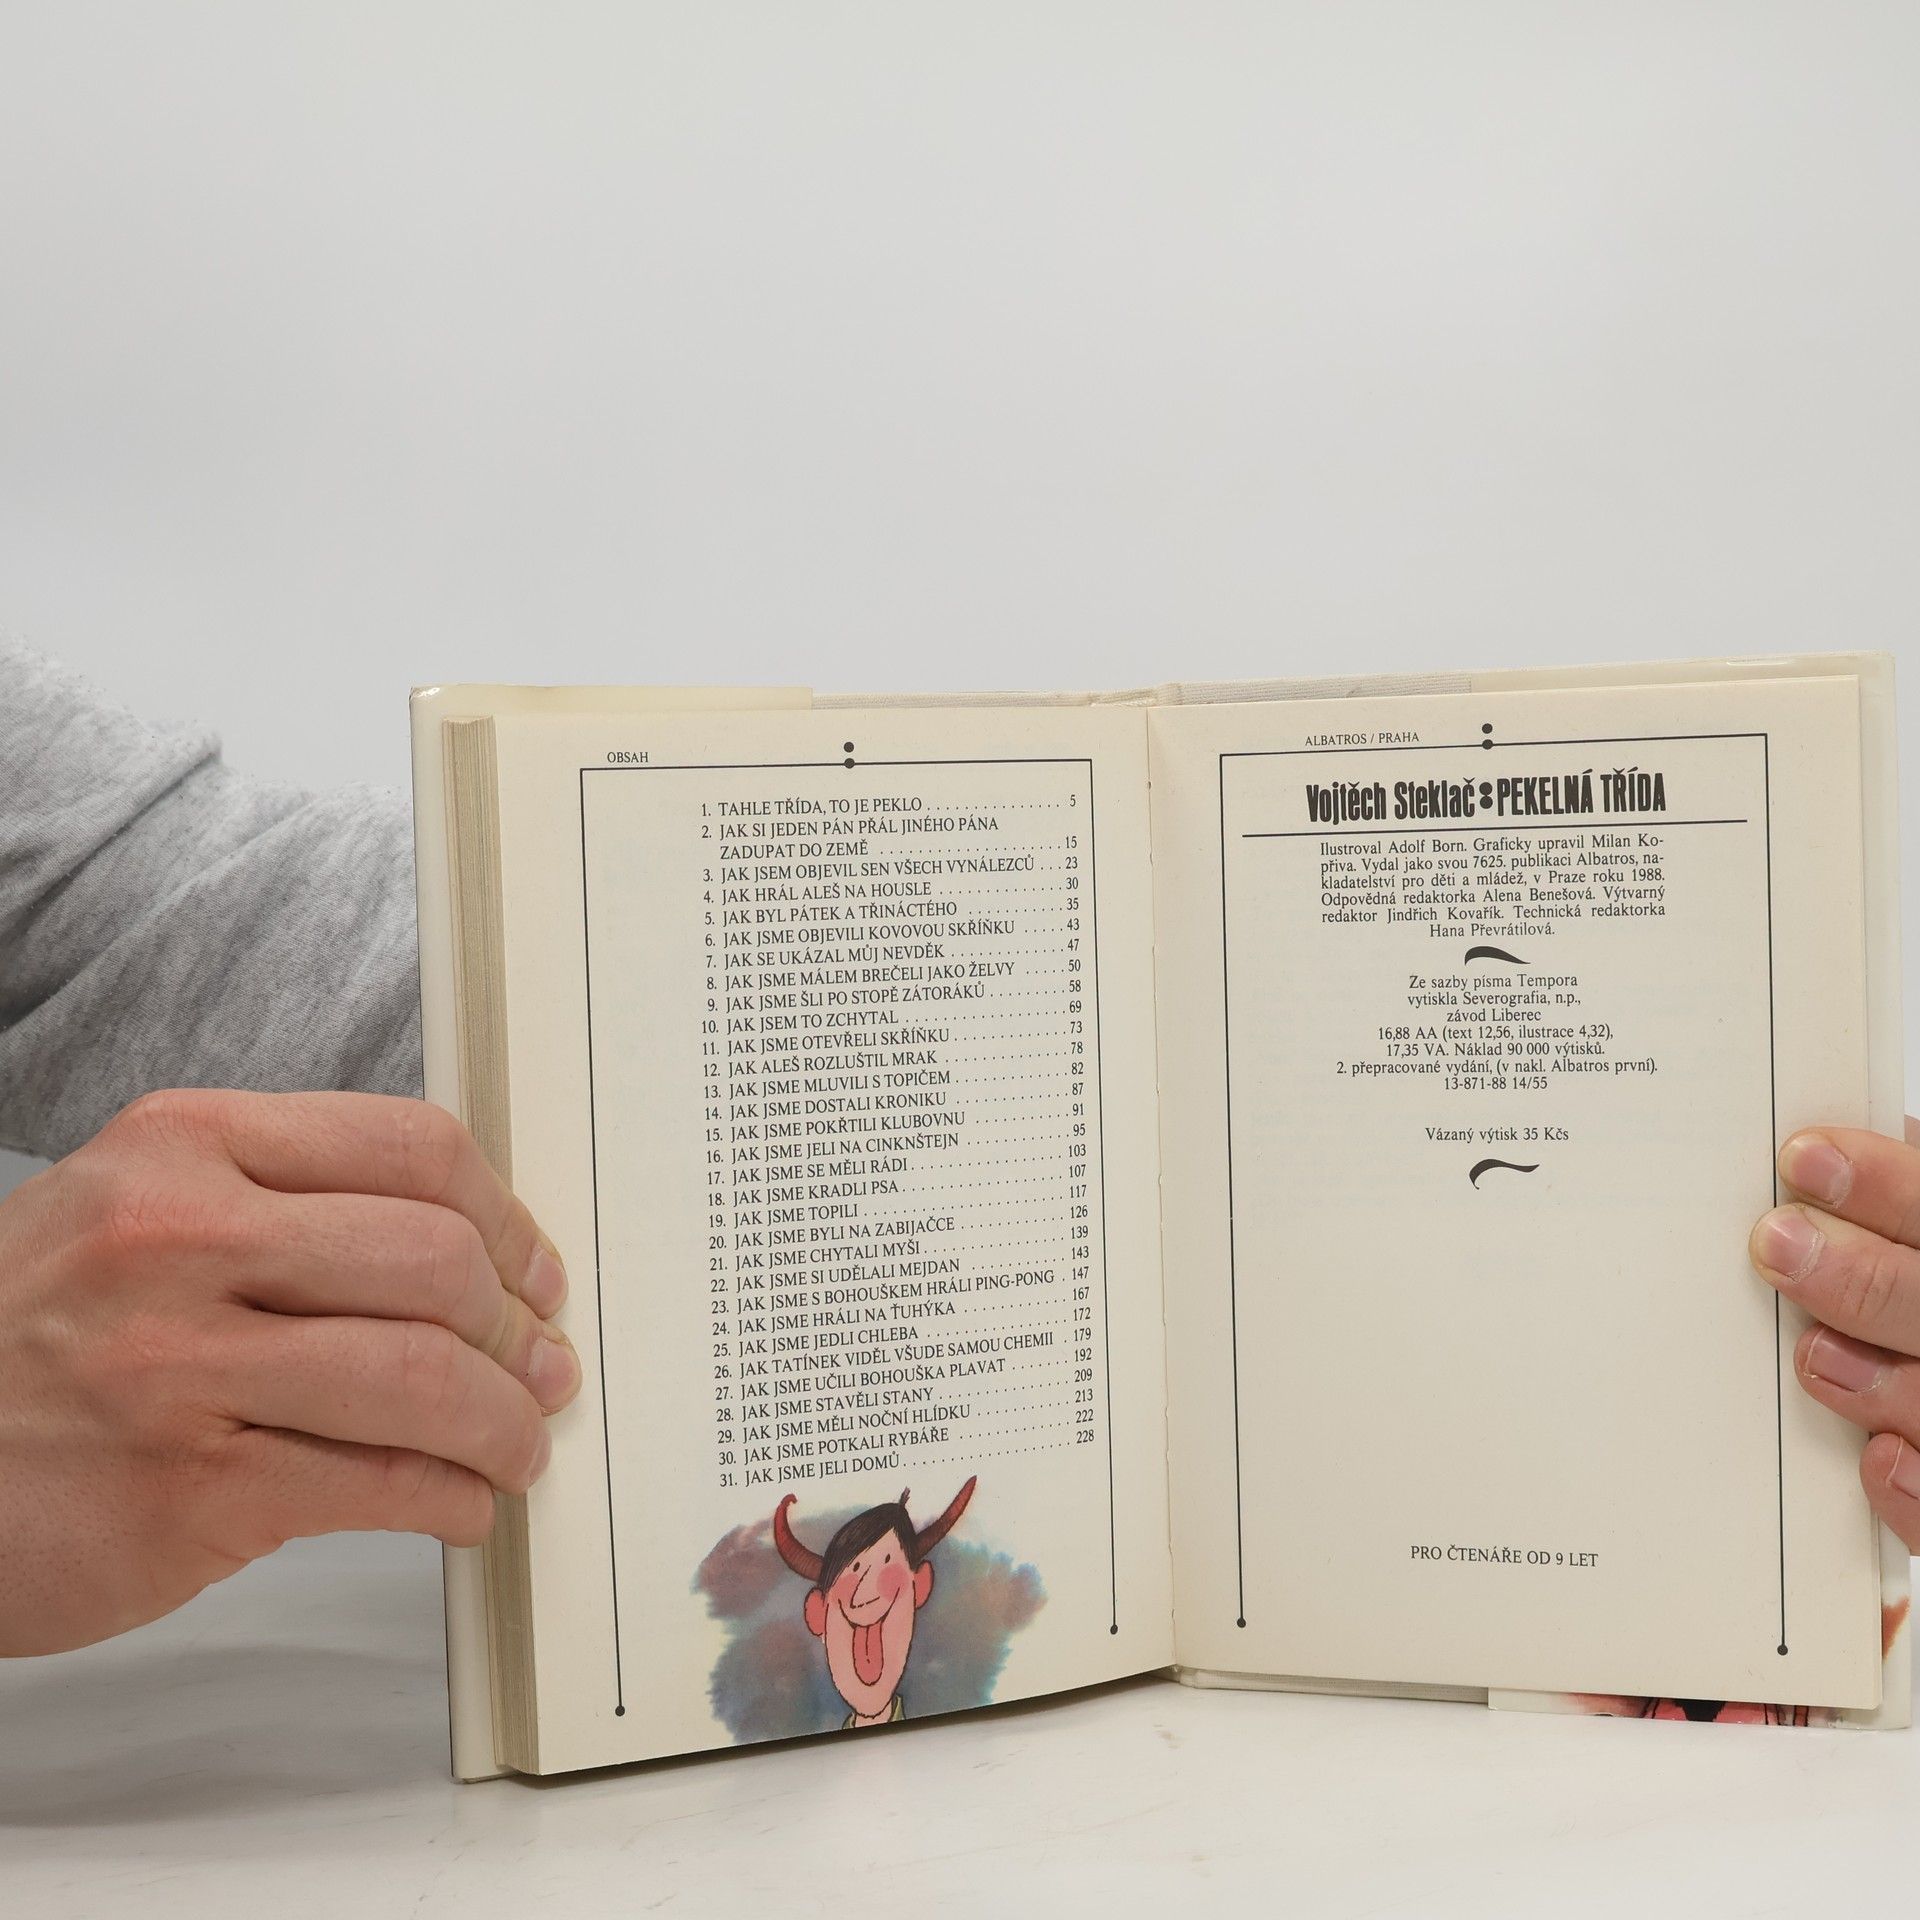 OBSAH
1. TAHLE TŘÍDA, TO JE PEKLO . . . . . . . . . . . . . . . 5
2. JAK SI JEDEN PÁN PŘÁL JINÉHO PÁNA
ZADUPAT DO ZEMĚ . . . . . . . . . . . . . . . . . . . . 15
3. JAK JSEM OBJEVIL SEN VŠECH VYNÁLEZCŮ . . . 23
4. JAK HRÁL ALEŠ NA HOUSLE . . . . . . . . . . . . . 30
5. JAK BYL PÁTEK A TŘINÁCTÉHO . . . . . . . . . . . 35
6. JAK JSME OBJEVILI KOVOVOU SKŘÍŇKU . . . . . 43
7. JAK SE UKÁZAL MŮJ NEVDĚK . . . . . . . . . . . . 47
8. JAK JSME MÁLEM BREČELI JAKO ŽELVY . . . . . 50
9. JAK JSME ŠLI PO STOPĚ ZÁTORÁKŮ . . . . . . . . 58
10. JAK JSEM TO ZCHYTAL . . . . . . . . . . . . . . . . . 69
11. JAK JSME OTEVŘELI SKŘÍŇKU . . . . . . . . . . . . 73
12. JAK ALEŠ ROZLUŠTIL MRAK . . . . . . . . . . . . . 78
13. JAK JSME MLUVILI S TOPIČEM . . . . . . . . . . . . 82
14. JAK JSME DOSTALI KRONIKU . . . . . . . . . . . . 87
15. JAK JSME POKŘTILI KLUBOVNU . . . . . . . . . . 91
16. JAK JSME JELI NA CINKNŠTEJN . . . . . . . . . . . 95
17. JAK JSME SE MĚLI RÁDI . . . . . . . . . . . . . . . . 103
18. JAK JSME KRADLI PSA . . . . . . . . . . . . . . . . . 107
19. JAK JSME TOPILI . . . . . . . . . . . . . . . . . . . . . 117
20. JAK JSME BYLI NA ZABIJAČCE . . . . . . . . . . . 126
21. JAK JSME CHYTALI MYŠI . . . . . . . . . . . . . . . 139
22. JAK JSME SI UDĚLALI MEJDAN . . . . . . . . . . . 143
23. JAK JSME S BOHOUŠKEM HRÁLI PING-PONG . 147
24. JAK JSME HRÁLI NA ŤUHÝKA . . . . . . . . . . . . 167
25. JAK JSME JEDLI CHLEBA . . . . . . . . . . . . . . . 172
26. JAK TATÍNEK VIDĚL VŠUDE SAMOU CHEMII . 179
27. JAK JSME UČILI BOHOUŠKA PLAVAT . . . . . . . 192
28. JAK JSME STAVĚLI STANY . . . . . . . . . . . . . . 209
29. JAK JSME MĚLI NOČNÍ HLÍDKU . . . . . . . . . . 213
30. JAK JSME POTKALI RYBÁŘE . . . . . . . . . . . . 222
31. JAK JSME JELI DOMŮ . . . . . . . . . . . . . . . . . 228
ALBATROS / PRAHA
Vojtěch Steklač : PEKELNÁ TŘÍDA
Ilustroval Adolf Born. Graficky upravil Milan Ko-
přiva. Vydal jako svou 7625. publikaci Albatros, na-
kladatelství pro děti a mládež, v Praze roku 1988.
Odpovědná redaktorka Alena Benešová. Výtvarný
redaktor Jindřich Kovařík. Technická redaktorka
Hana Převrátilová.
Ze sazby písma Tempora
vytiskla Severografia, n.p.,
závod Liberec
16,88 AA (text 12,56, ilustrace 4,32),
17,35 VA. Náklad 90 000 výtisků.
2. přepracované vydání, (v nakl. Albatros první).
13-871-88 14/55
Vázaný výtisk 35 Kčs
PRO ČTENÁŘE OD 9 LET